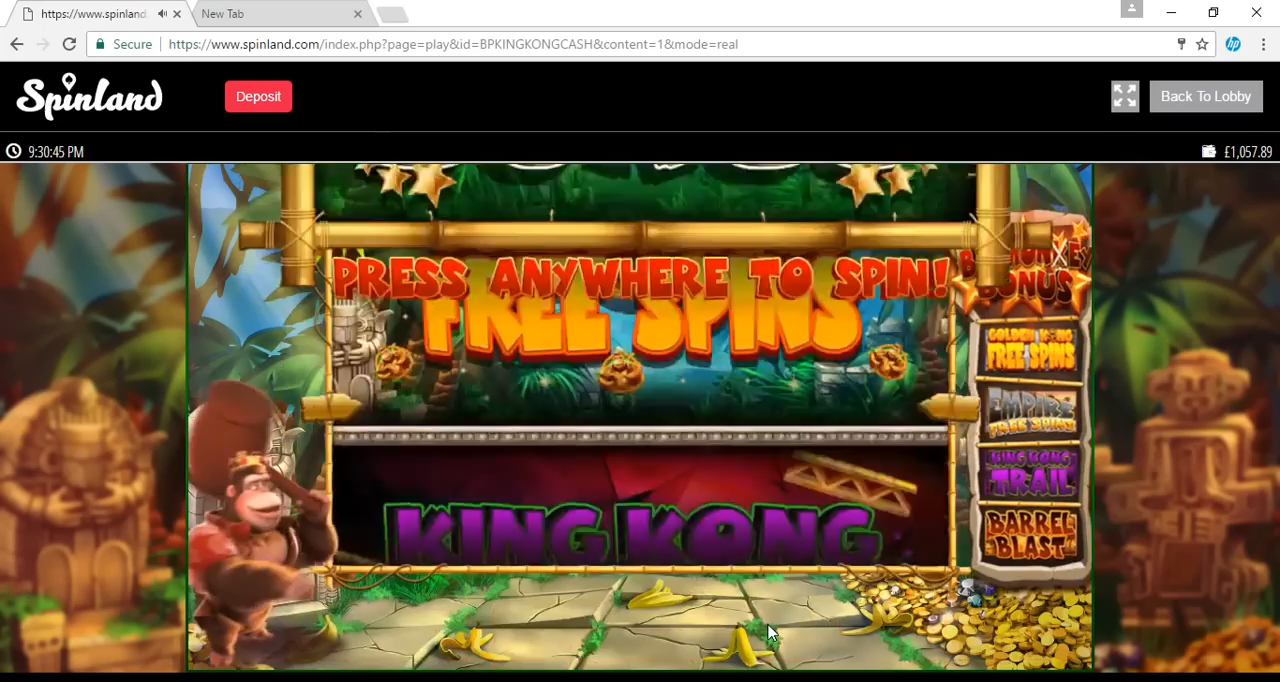 https://www.spinland
New Tab
Secure
https://www.spinland.com/index.php?page=play&id=BPKINGKONGCASH&content=1&mode=real
hp
Spinland
Deposit
Back To Lobby
9:30:45 PM
£1,057.89
PRESS ANYWHERE TO SPIN!
FREE SPINS
BONUS
GOLDEN KONG
FREE SPINS
EMPIRE
FREE SPINS
KING KONG
TRAIL
BARREL
BLAST
KING KONG